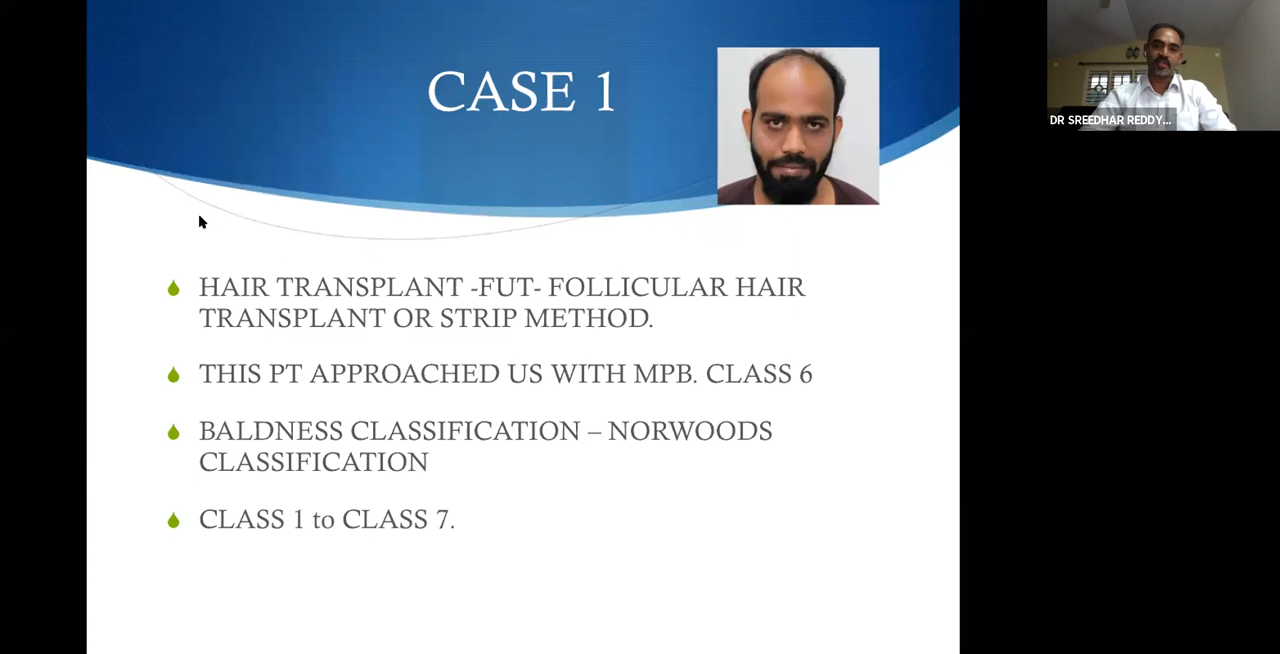 CASE 1
DR SREEDHAR REDDY...
HAIR TRANSPLANT -FUT- FOLLICULAR HAIR
TRANSPLANT OR STRIP METHOD.
THIS PT APPROACHED US WITH MPB. CLASS 6
BALDNESS CLASSIFICATION – NORWOODS
CLASSIFICATION
CLASS 1 to CLASS 7.